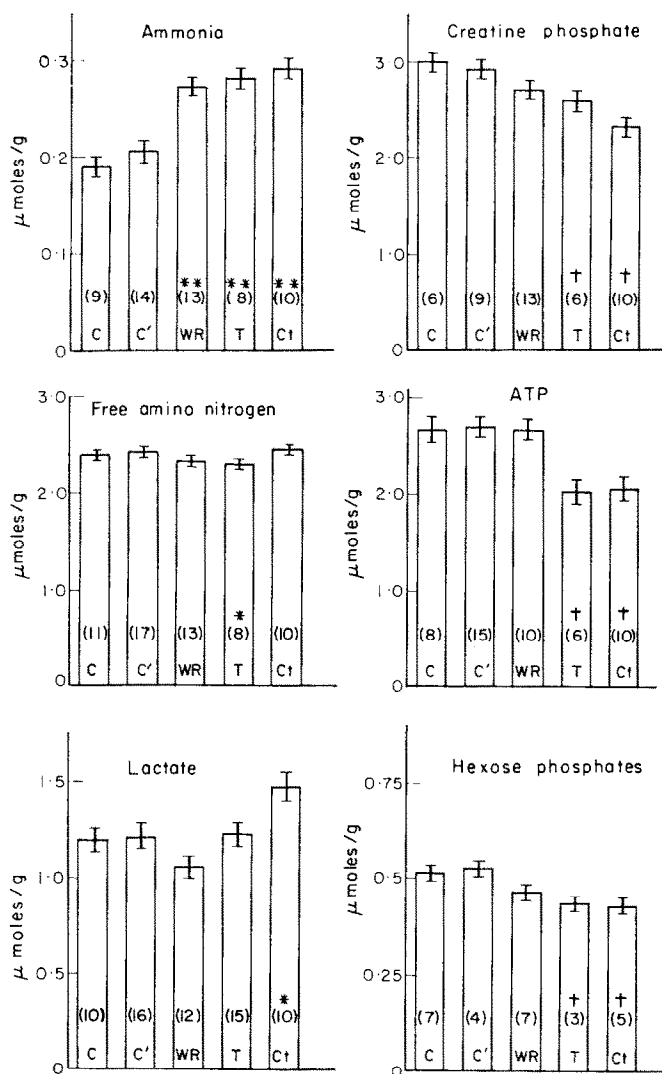 Ammonia
μ moles/g
0·3
0·2
0·1
0
** ** **
(9) (14) (13) (8) (10)
C C′ WR T Ct
Creatine phosphate
μ moles/g
3·0
2·0
1·0
0
† †
(6) (9) (13) (6) (10)
C C′ WR T Ct
Free amino nitrogen
μ moles/g
3·0
2·0
1·0
0
*
(11) (17) (13) (8) (10)
C C′ WR T Ct
ATP
μ moles/g
3·0
2·0
1·0
0
† †
(8) (15) (10) (6) (10)
C C′ WR T Ct
Lactate
μ moles/g
1·5
1·0
0·5
0
*
(10) (16) (12) (15) (10)
C C′ WR T Ct
Hexose phosphates
μ moles/g
0·75
0·5
0·25
0
† †
(7) (4) (7) (3) (5)
C C′ WR T Ct